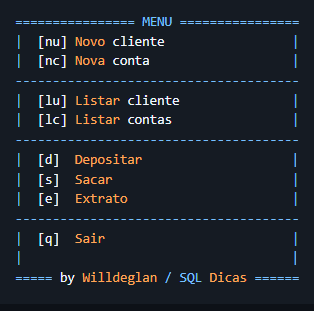 ================ MENU ================
|  [nu] Novo cliente                 |
|  [nc] Nova conta                   |
--------------------------------------
|  [lu] Listar cliente               |
|  [lc] Listar contas                |
--------------------------------------
|  [d]  Depositar                    |
|  [s]  Sacar                        |
|  [e]  Extrato                      |
--------------------------------------
|  [q]  Sair                         |
|                                    |
===== by Willdeglan / SQL Dicas ======